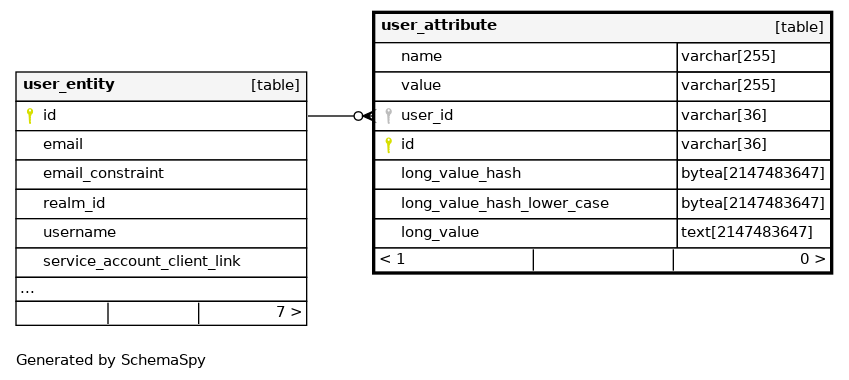 user_entity [table]
id
email
email_constraint
realm_id
username
service_account_client_link
...
7 >
user_attribute [table]
name varchar[255]
value varchar[255]
user_id varchar[36]
id varchar[36]
long_value_hash bytea[2147483647]
long_value_hash_lower_case bytea[2147483647]
long_value text[2147483647]
< 1 0 >
Generated by SchemaSpy